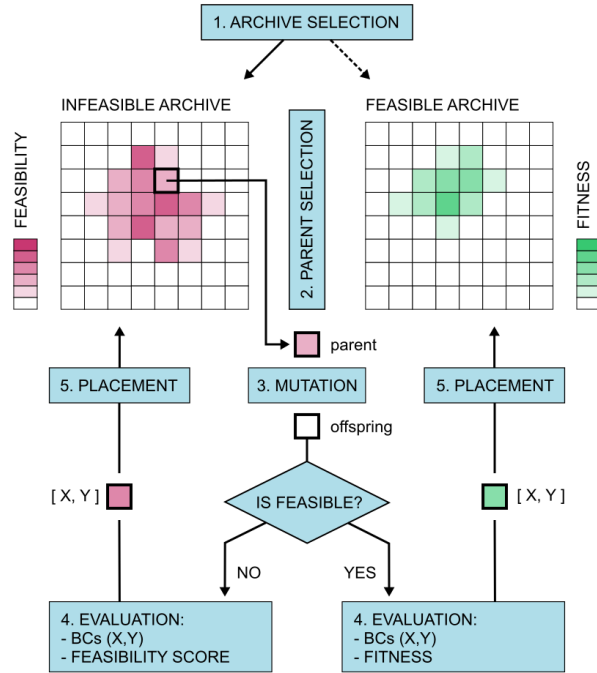 1. ARCHIVE SELECTION
INFEASIBLE ARCHIVE
FEASIBLE ARCHIVE
FEASIBILITY
2. PARENT SELECTION
FITNESS
parent
5. PLACEMENT
3. MUTATION
5. PLACEMENT
offspring
[ X, Y ]
IS FEASIBLE?
[ X, Y ]
NO
YES
4. EVALUATION:
- BCs (X,Y)
- FEASIBILITY SCORE
4. EVALUATION:
- BCs (X,Y)
- FITNESS